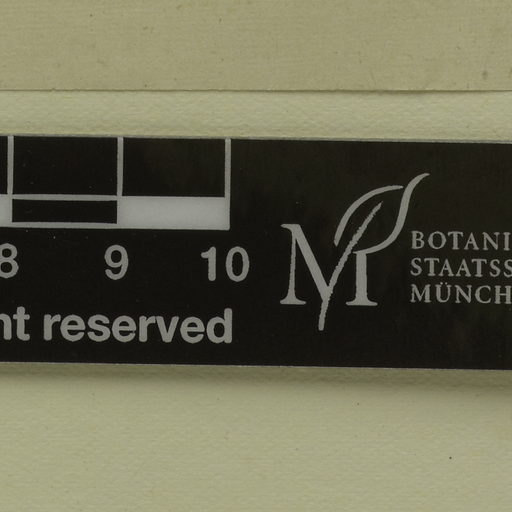 8 9 10
nt reserved
BOTANI
STAATSS
MÜNCH